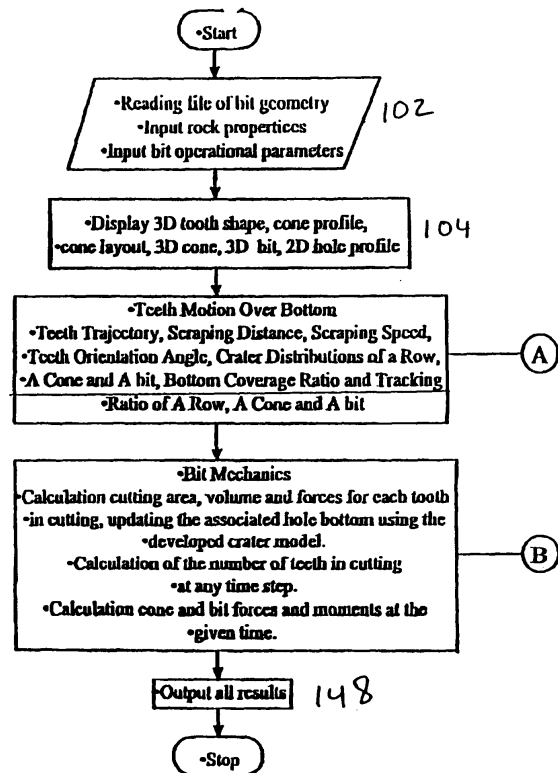 •Start
•Reading file of bit geometry
•Input rock properties
•Input bit operational parameters
102
•Display 3D tooth shape, cone profile,
•cone layout, 3D cone, 3D bit, 2D hole profile
104
•Teeth Motion Over Bottom
•Teeth Trajectory, Scraping Distance, Scraping Speed,
•Teeth Orientation Angle, Crater Distributions of a Row,
•A Cone and A bit, Bottom Coverage Ratio and Tracking
•Ratio of A Row, A Cone and A bit
A
•Bit Mechanics
•Calculation cutting area, volume and forces for each tooth
•in cutting, updating the associated hole bottom using the
•developed crater model.
•Calculation of the number of teeth in cutting
•at any time step.
•Calculation cone and bit forces and moments at the
•given time.
B
•Output all results
148
•Stop